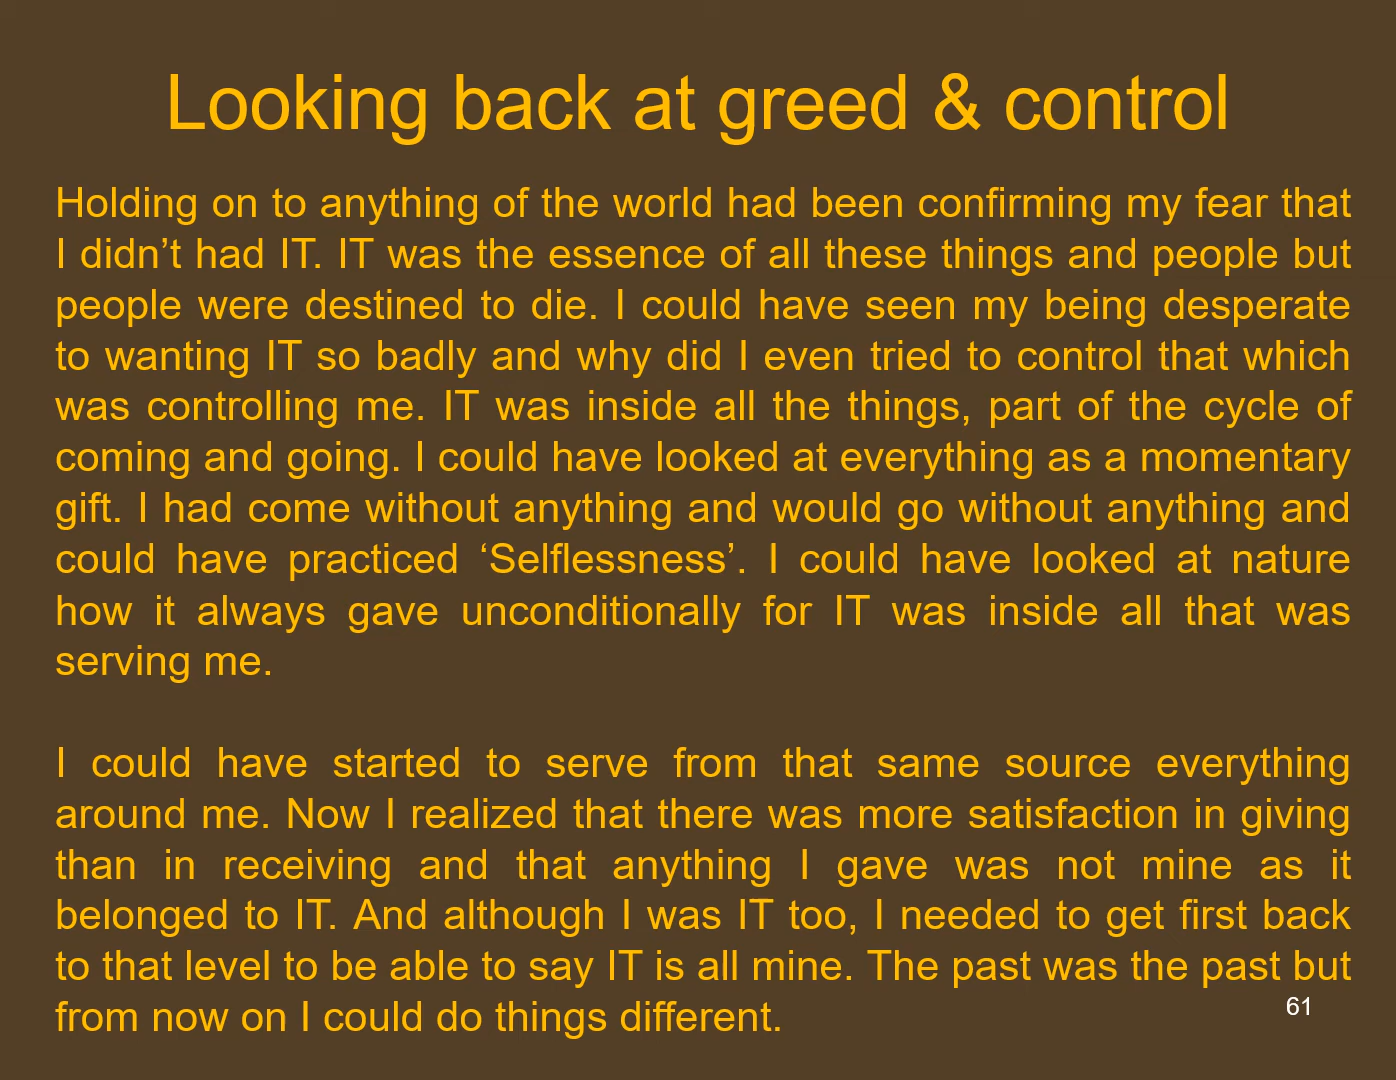 Looking back at greed & control
Holding on to anything of the world had been confirming my fear that
I didn’t had IT. IT was the essence of all these things and people but
people were destined to die. I could have seen my being desperate
to wanting IT so badly and why did I even tried to control that which
was controlling me. IT was inside all the things, part of the cycle of
coming and going. I could have looked at everything as a momentary
gift. I had come without anything and would go without anything and
could have practiced ‘Selflessness’. I could have looked at nature
how it always gave unconditionally for IT was inside all that was
serving me.
I could have started to serve from that same source everything
around me. Now I realized that there was more satisfaction in giving
than in receiving and that anything I gave was not mine as it
belonged to IT. And although I was IT too, I needed to get first back
to that level to be able to say IT is all mine. The past was the past but
from now on I could do things different.
61